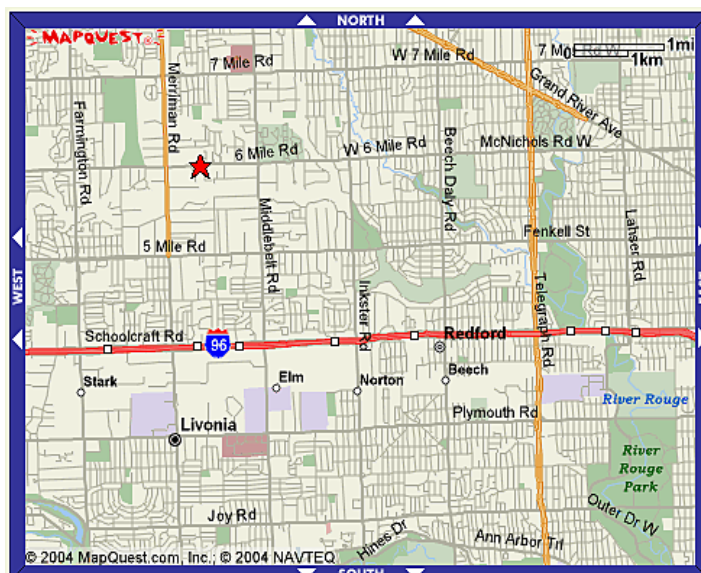 NORTH
MAPQUEST
7 Mile Rd
W 7 Mile Rd
7 M Rd W
0
1mi
1km
Grand River Ave
Farmington Rd
Merriman Rd
6 Mile Rd
W 6 Mile Rd
McNichols Rd W
Beech Daly Rd
Middlebelt Rd
5 Mile Rd
Fenkell St
Lahser Rd
WEST
Inkster Rd
Telegraph Rd
Schoolcraft Rd
96
Redford
Stark
Elm
Norton
Beech
River Rouge
Livonia
Plymouth Rd
River
Rouge
Park
Joy Rd
Hines Dr
Ann Arbor Trl
Outer Dr W
© 2004 MapQuest.com, Inc.; © 2004 NAVTEQ
SOUTH